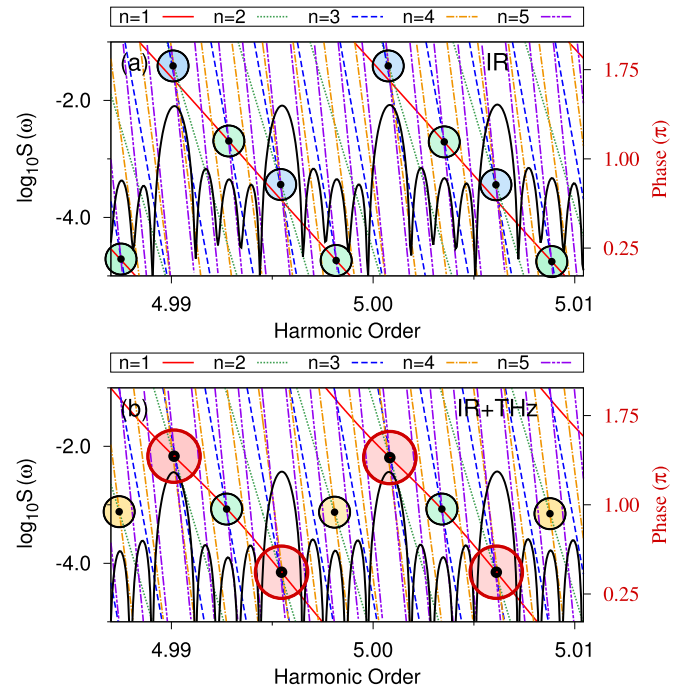 n=1 n=2 n=3 n=4 n=5
(a) IR
-2.0
-4.0
log10S (ω)
1.75
1.00
0.25
Phase (π)
4.99 5.00 5.01
Harmonic Order
n=1 n=2 n=3 n=4 n=5
(b) IR+THz
-2.0
-4.0
log10S (ω)
1.75
1.00
0.25
Phase (π)
4.99 5.00 5.01
Harmonic Order